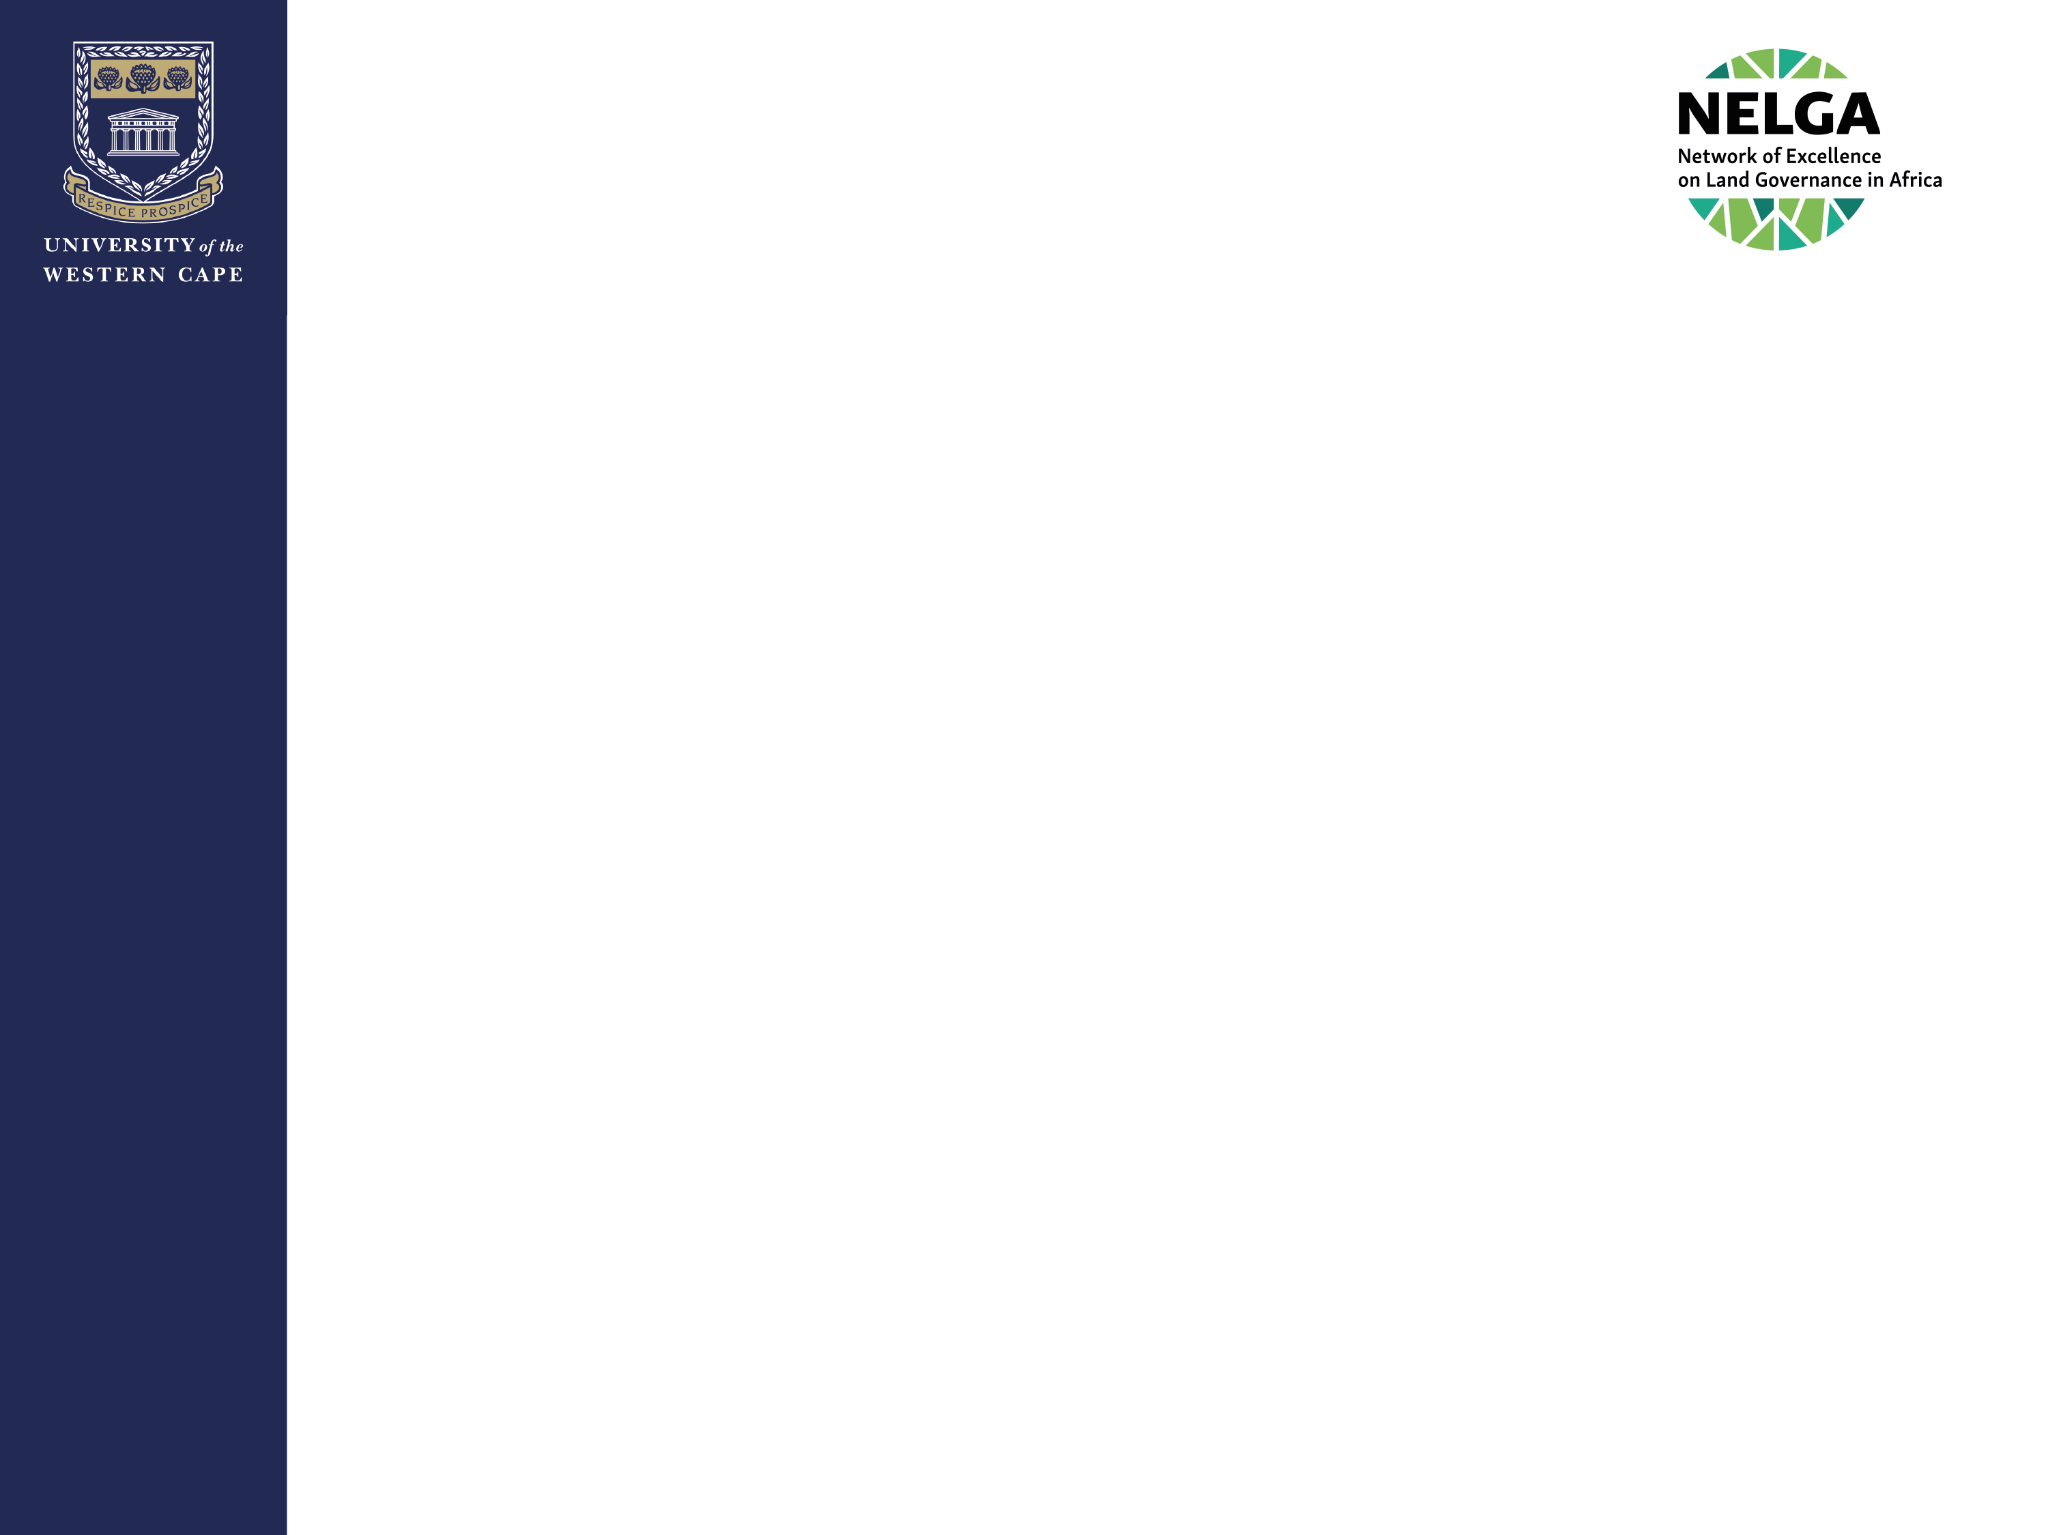 RESPICE PROSPICE
UNIVERSITY of the
WESTERN CAPE
NELGA
Network of Excellence
on Land Governance in Africa